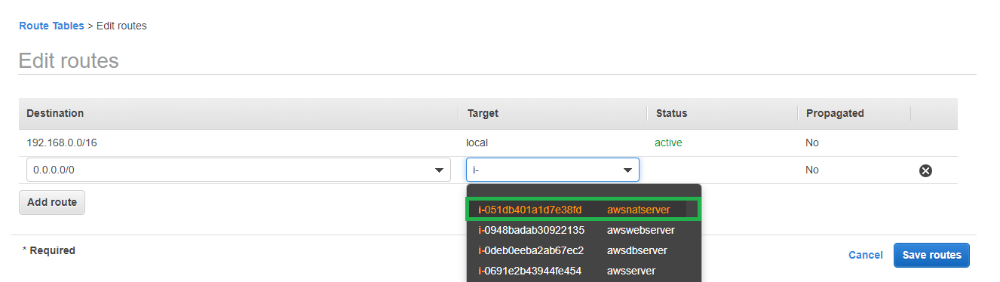 Route Tables > Edit routes
Edit routes
Destination Target Status Propagated
192.168.0.0/16 local active No
0.0.0.0/0 i- No
Add route
i-051db401a1d7e38fd awsnatserver
i-0948badab30922135 awswebserver
i-0deb0eeba2ab67ec2 awsdbserver
i-0691e2b43944fe454 awsserver
* Required
Cancel Save routes